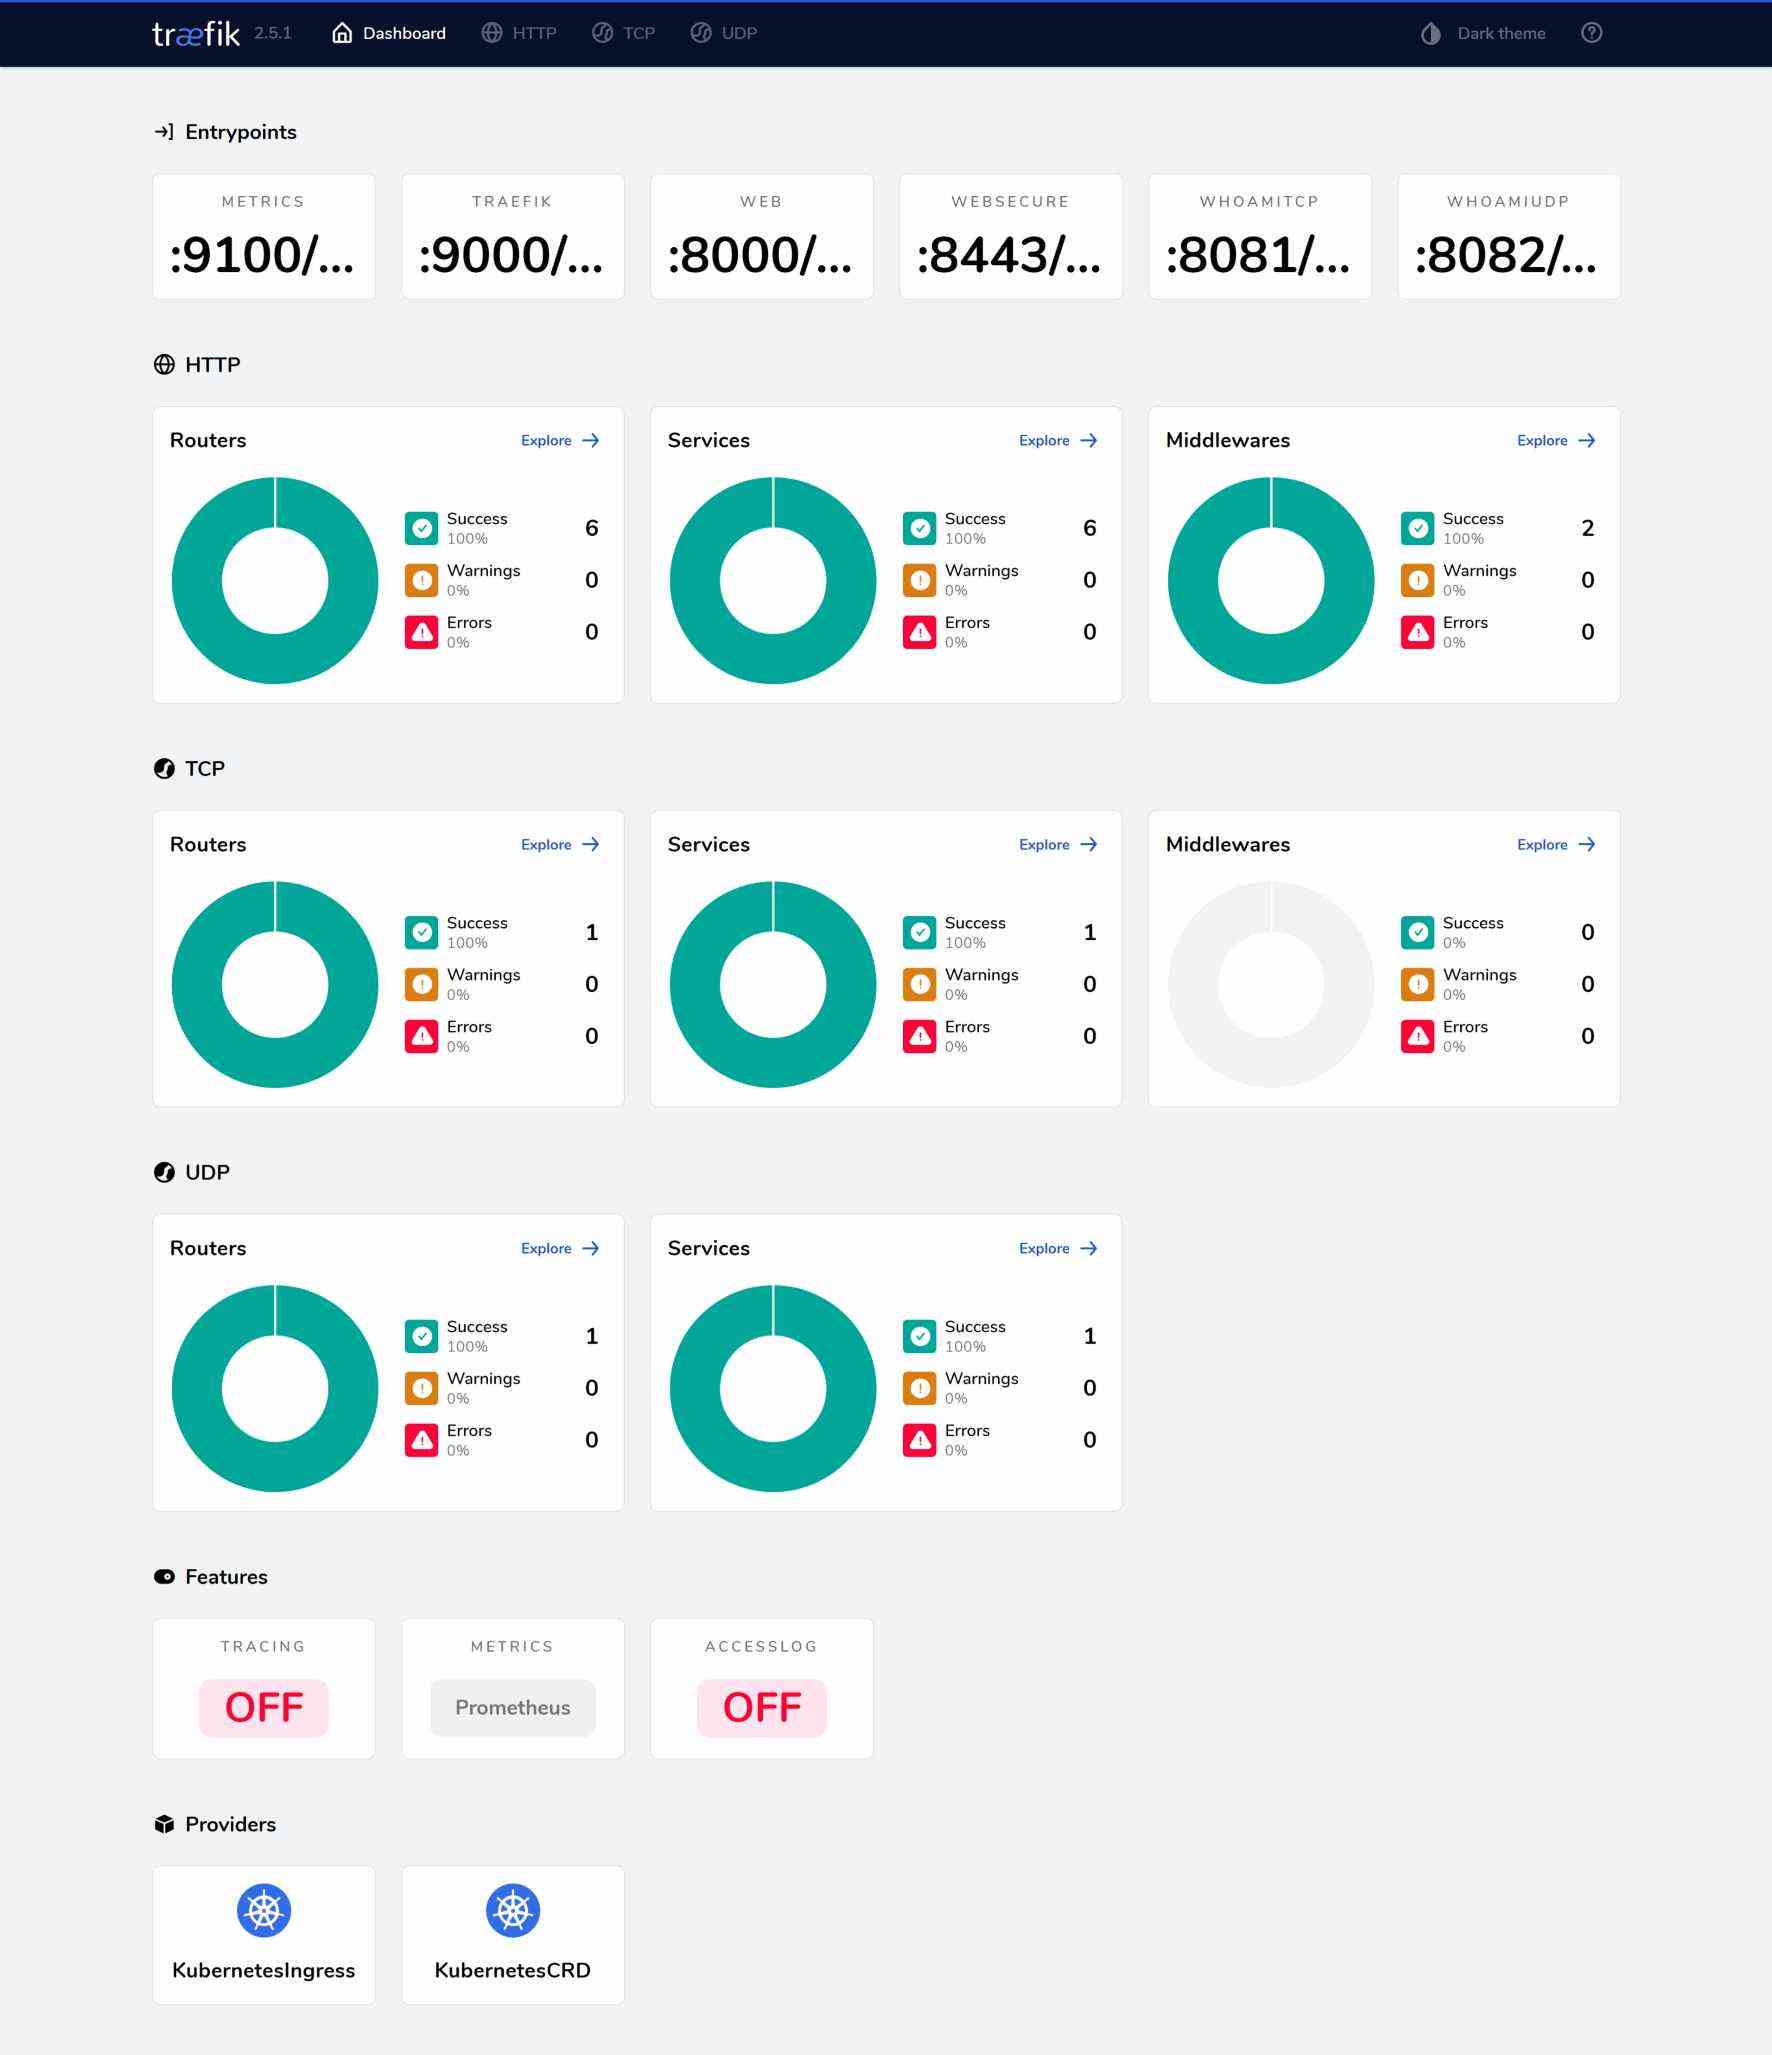 træfik 2.5.1 Dashboard HTTP TCP UDP Dark theme
Entrypoints
METRICS TRAEFIK WEB WEBSECURE WHOAMITCP WHOAMIUDP
:9100/... :9000/... :8000/... :8443/... :8081/... :8082/...
HTTP
Routers Explore
Success 6
100%
Warnings 0
0%
Errors 0
0%
Services Explore
Success 6
100%
Warnings 0
0%
Errors 0
0%
Middlewares Explore
Success 2
100%
Warnings 0
0%
Errors 0
0%
TCP
Routers Explore
Success 1
100%
Warnings 0
0%
Errors 0
0%
Services Explore
Success 1
100%
Warnings 0
0%
Errors 0
0%
Middlewares Explore
Success 0
0%
Warnings 0
0%
Errors 0
0%
UDP
Routers Explore
Success 1
100%
Warnings 0
0%
Errors 0
0%
Services Explore
Success 1
100%
Warnings 0
0%
Errors 0
0%
Features
TRACING METRICS ACCESSLOG
OFF Prometheus OFF
Providers
KubernetesIngress KubernetesCRD